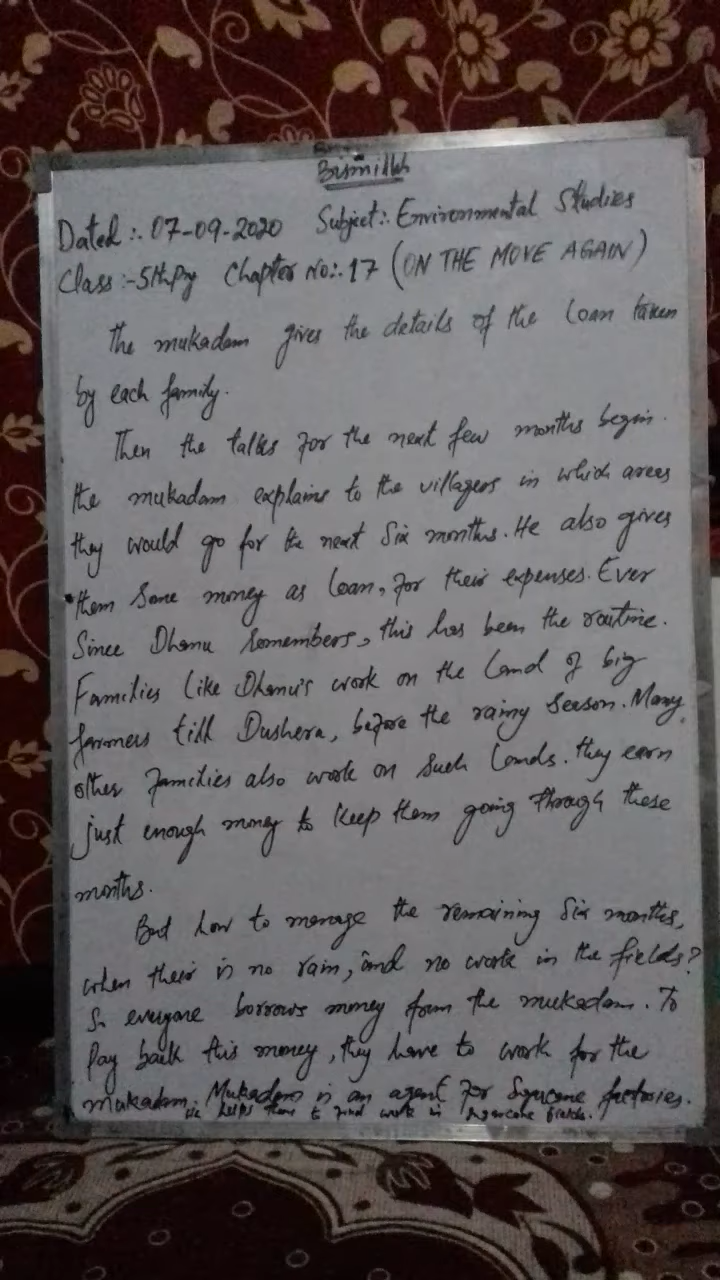 Bismillah
Dated :. 07-09-2020 Subject:. Environmental Studies
Class :- 5th Chapter No:. 17 (ON THE MOVE AGAIN)
The mukadam gives the details of the loan taken
by each family.
Then the talks for the next few months begin.
the mukadam explains to the villagers in which areas
they would go for the next Six months. He also gives
them some money as loan, for their expenses. Ever
Since Dhanu remembers, this has been the routine.
Families like Dhanu's work on the land of big
farmers till Dushera, before the rainy season. Many
other families also work on such lands. they earn
just enough money to keep them going through these
months.
But how to manage the remaining Six months,
when their is no rain, and no work in the fields?
So everyone borrows money from the mukadam. To
Pay back this money, they have to work for the
mukadam. Mukadam is an agent for Sgucane factories.
He helps them to find work in sugarcane fields.